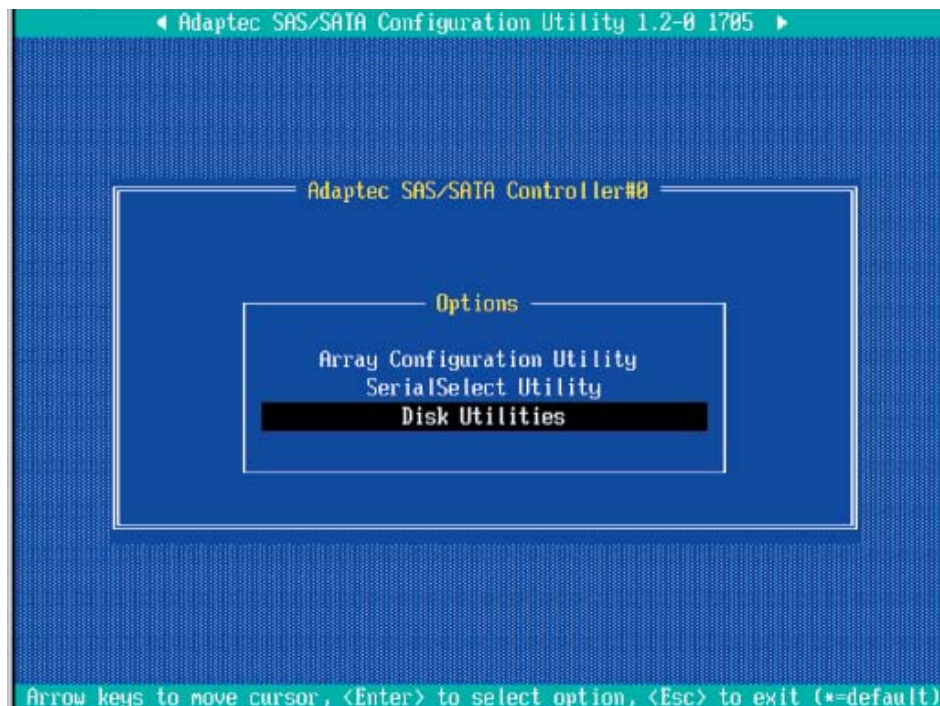 Adaptec SAS/SATA Configuration Utility 1.2-0 1705
Adaptec SAS/SATA Controller#0
Options
Array Configuration Utility
SerialSelect Utility
Disk Utilities
Arrow keys to move cursor, <Enter> to select option, <Esc> to exit (*=default)